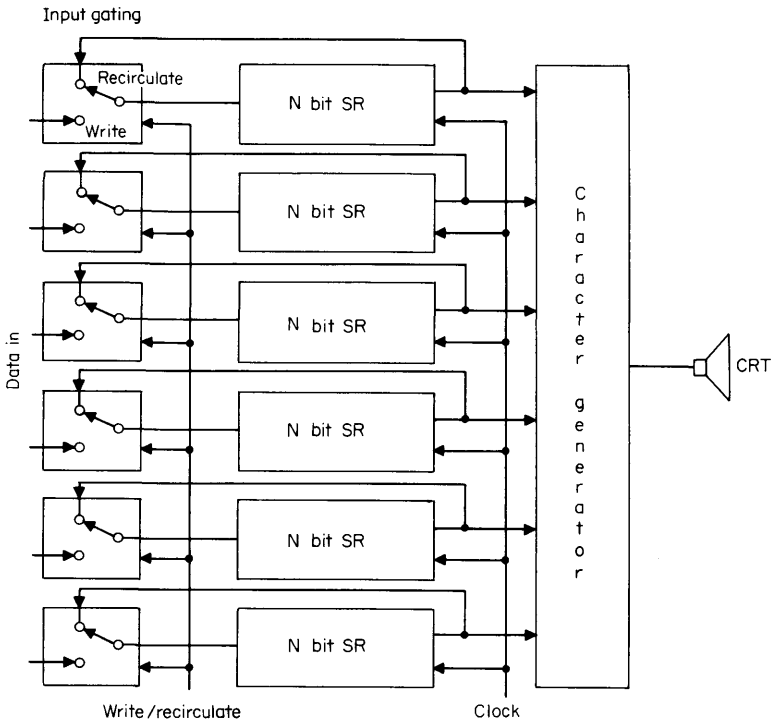 Input gating
Recirculate
Write
N bit SR
N bit SR
N bit SR
N bit SR
N bit SR
N bit SR
Data in
Character generator
CRT
Write/recirculate
Clock